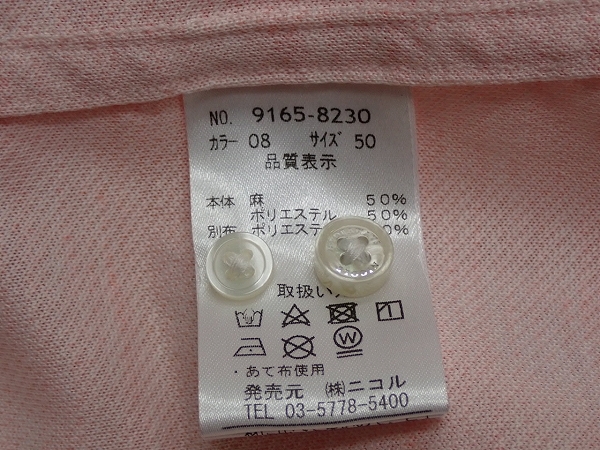 NO. 9165-8230
カラー 08 サイズ 50
品質表示
本体 麻 50%
ポリエステル 50%
別布 ポリエステ 50%
取扱い
W
・あて布使用
発売元 (株)ニコル
TEL 03-5778-5400